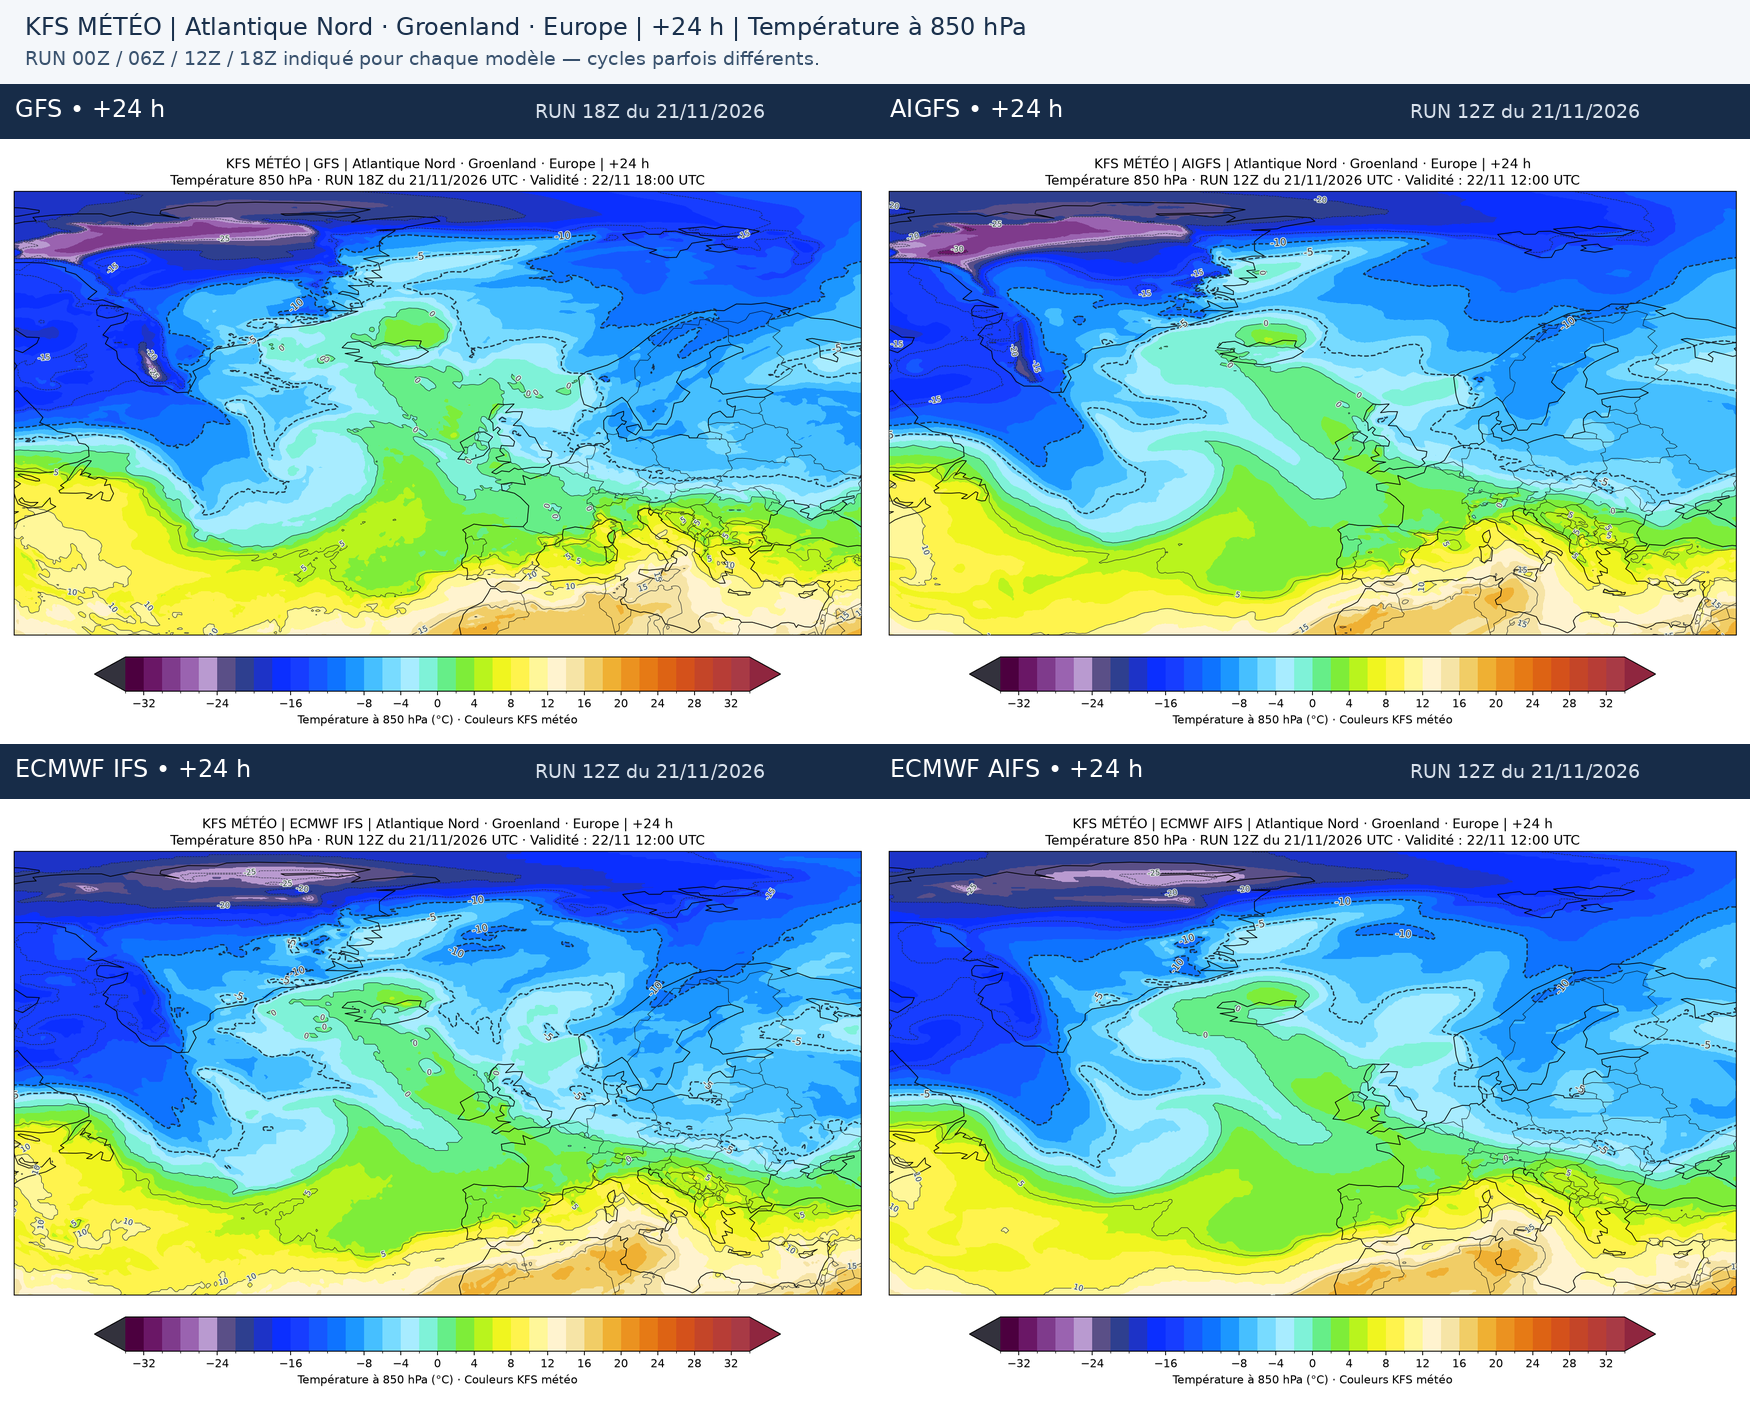 KFS MÉTÉO | Atlantique Nord · Groenland · Europe | +24 h | Température à 850 hPa
RUN 00Z / 06Z / 12Z / 18Z indiqué pour chaque modèle — cycles parfois différents.
GFS • +24 h
RUN 18Z du 21/11/2026
KFS MÉTÉO | GFS | Atlantique Nord · Groenland · Europe | +24 h
Température 850 hPa · RUN 18Z du 21/11/2026 UTC · Validité : 22/11 18:00 UTC
−32 −24 −16 −8 −4 0 4 8 12 16 20 24 28 32
Température à 850 hPa (°C) · Couleurs KFS météo
AIGFS • +24 h
RUN 12Z du 21/11/2026
KFS MÉTÉO | AIGFS | Atlantique Nord · Groenland · Europe | +24 h
Température 850 hPa · RUN 12Z du 21/11/2026 UTC · Validité : 22/11 12:00 UTC
−32 −24 −16 −8 −4 0 4 8 12 16 20 24 28 32
Température à 850 hPa (°C) · Couleurs KFS météo
ECMWF IFS • +24 h
RUN 12Z du 21/11/2026
KFS MÉTÉO | ECMWF IFS | Atlantique Nord · Groenland · Europe | +24 h
Température 850 hPa · RUN 12Z du 21/11/2026 UTC · Validité : 22/11 12:00 UTC
−32 −24 −16 −8 −4 0 4 8 12 16 20 24 28 32
Température à 850 hPa (°C) · Couleurs KFS météo
ECMWF AIFS • +24 h
RUN 12Z du 21/11/2026
KFS MÉTÉO | ECMWF AIFS | Atlantique Nord · Groenland · Europe | +24 h
Température 850 hPa · RUN 12Z du 21/11/2026 UTC · Validité : 22/11 12:00 UTC
−32 −24 −16 −8 −4 0 4 8 12 16 20 24 28 32
Température à 850 hPa (°C) · Couleurs KFS météo